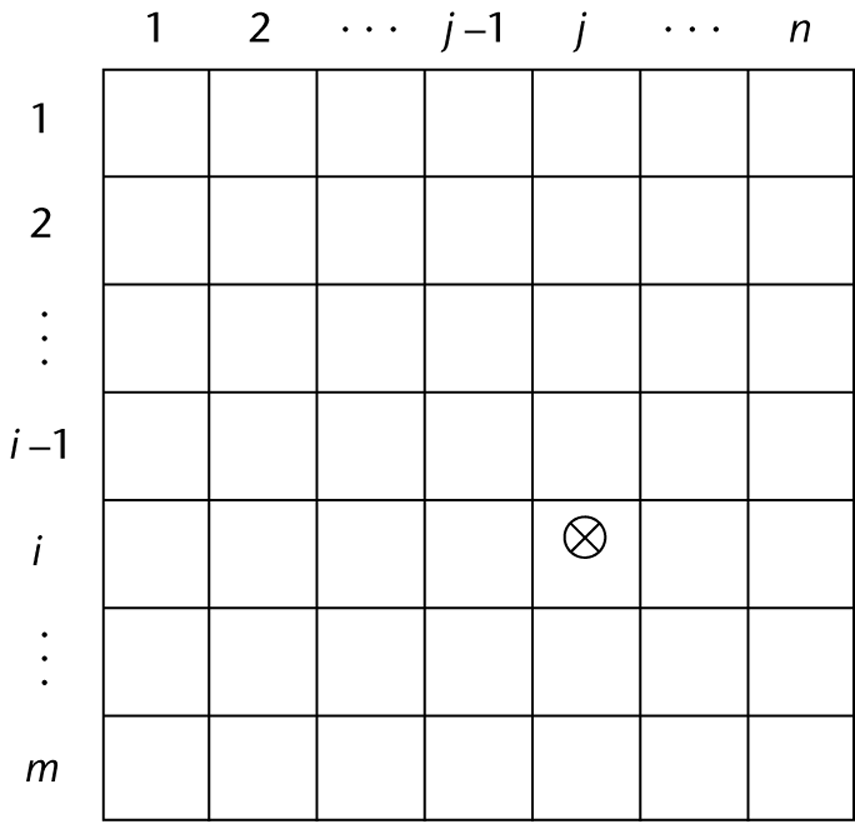 1 2 · · · j –1 j · · · n
1
2
⋮
i –1
i
⋮
m